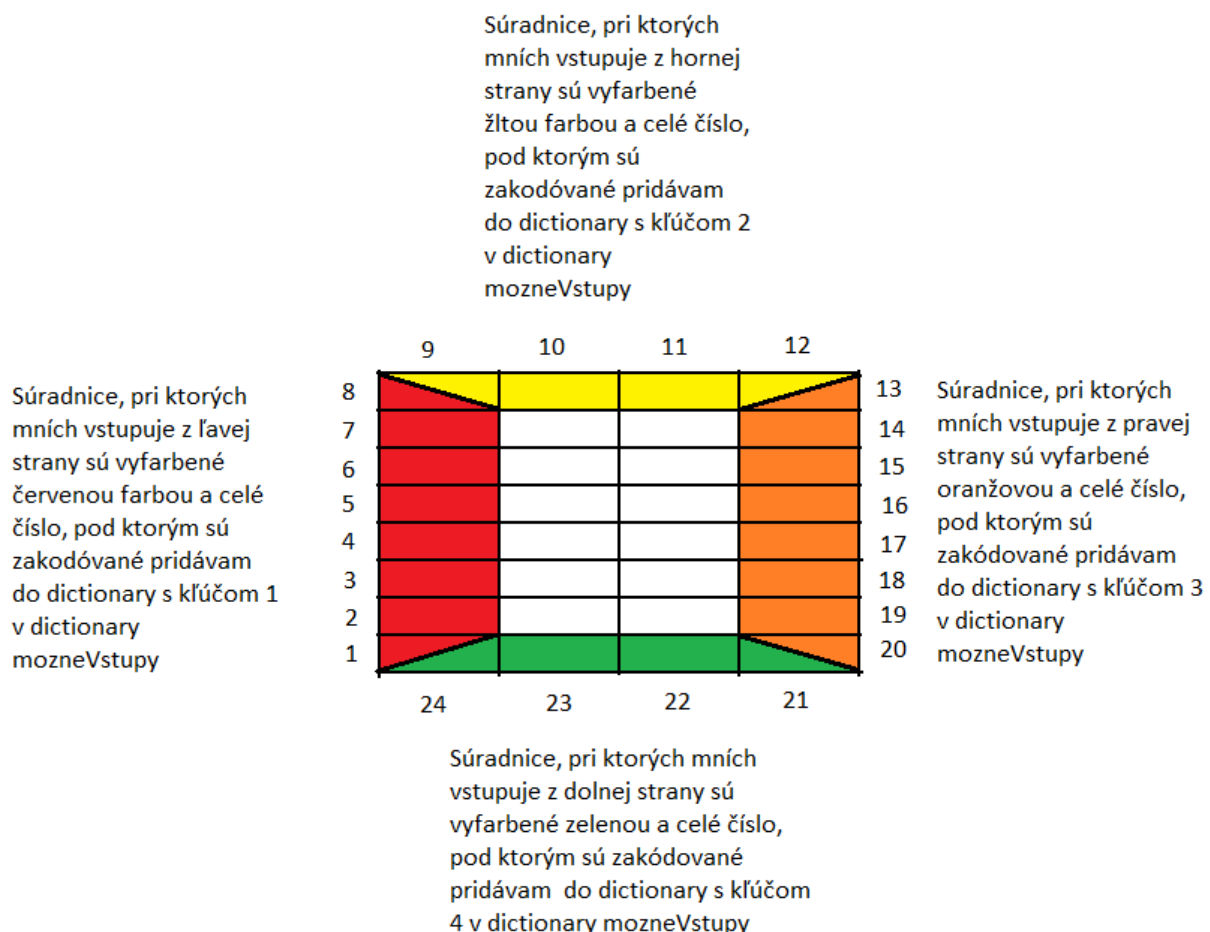 Súradnice, pri ktorých
mních vstupuje z hornej
strany sú vyfarbené
žltou farbou a celé číslo,
pod ktorým sú
zakodóvané pridávam
do dictionary s kľúčom 2
v dictionary
mozneVstupy
9 10 11 12
Súradnice, pri ktorých
mních vstupuje z ľavej
strany sú vyfarbené
červenou farbou a celé
číslo, pod ktorým sú
zakodóvané pridávam
do dictionary s kľúčom 1
v dictionary
mozneVstupy
8
7
6
5
4
3
2
1
13
14
15
16
17
18
19
20
Súradnice, pri ktorých
mních vstupuje z pravej
strany sú vyfarbené
oranžovou a celé číslo,
pod ktorým sú
zakódované pridávam
do dictionary s kľúčom 3
v dictionary
mozneVstupy
24 23 22 21
Súradnice, pri ktorých mních
vstupuje z dolnej strany sú
vyfarbené zelenou a celé číslo,
pod ktorým sú zakódované
pridávam do dictionary s kľúčom
4 v dictionary mozneVstupy